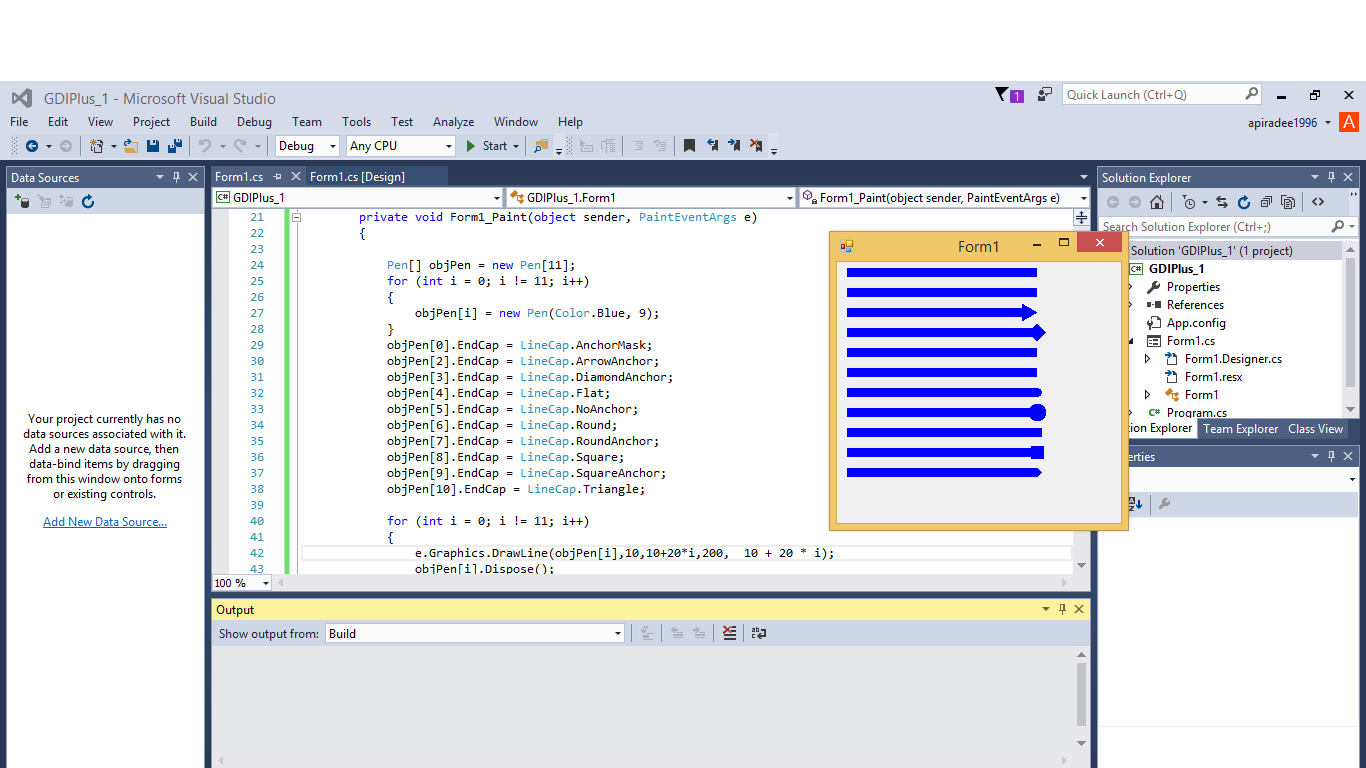 GDIPlus_1 - Microsoft Visual Studio
1
Quick Launch (Ctrl+Q)
File Edit View Project Build Debug Team Tools Test Analyze Window Help
apiradee1996
A
Debug
Any CPU
Start
Data Sources
Your project currently has no
data sources associated with it.
Add a new data source, then
data-bind items by dragging
from this window onto forms
or existing controls.
Add New Data Source...
Form1.cs
Form1.cs [Design]
GDIPlus_1
GDIPlus_1.Form1
Form1_Paint(object sender, PaintEventArgs e)
21 private void Form1_Paint(object sender, PaintEventArgs e)
22 {
23
24 Pen[] objPen = new Pen[11];
25 for (int i = 0; i != 11; i++)
26 {
27 objPen[i] = new Pen(Color.Blue, 9);
28 }
29 objPen[0].EndCap = LineCap.AnchorMask;
30 objPen[2].EndCap = LineCap.ArrowAnchor;
31 objPen[3].EndCap = LineCap.DiamondAnchor;
32 objPen[4].EndCap = LineCap.Flat;
33 objPen[5].EndCap = LineCap.NoAnchor;
34 objPen[6].EndCap = LineCap.Round;
35 objPen[7].EndCap = LineCap.RoundAnchor;
36 objPen[8].EndCap = LineCap.Square;
37 objPen[9].EndCap = LineCap.SquareAnchor;
38 objPen[10].EndCap = LineCap.Triangle;
39
40 for (int i = 0; i != 11; i++)
41 {
42 e.Graphics.DrawLine(objPen[i],10,10+20*i,200, 10 + 20 * i);
43 objPen[i].Dispose();
100 %
Form1
Output
Show output from: Build
Solution Explorer
Search Solution Explorer (Ctrl+;)
Solution 'GDIPlus_1' (1 project)
C# GDIPlus_1
Properties
References
App.config
Form1.cs
Form1.Designer.cs
Form1.resx
Form1
C# Program.cs
ion Explorer
Team Explorer
Class View
erties